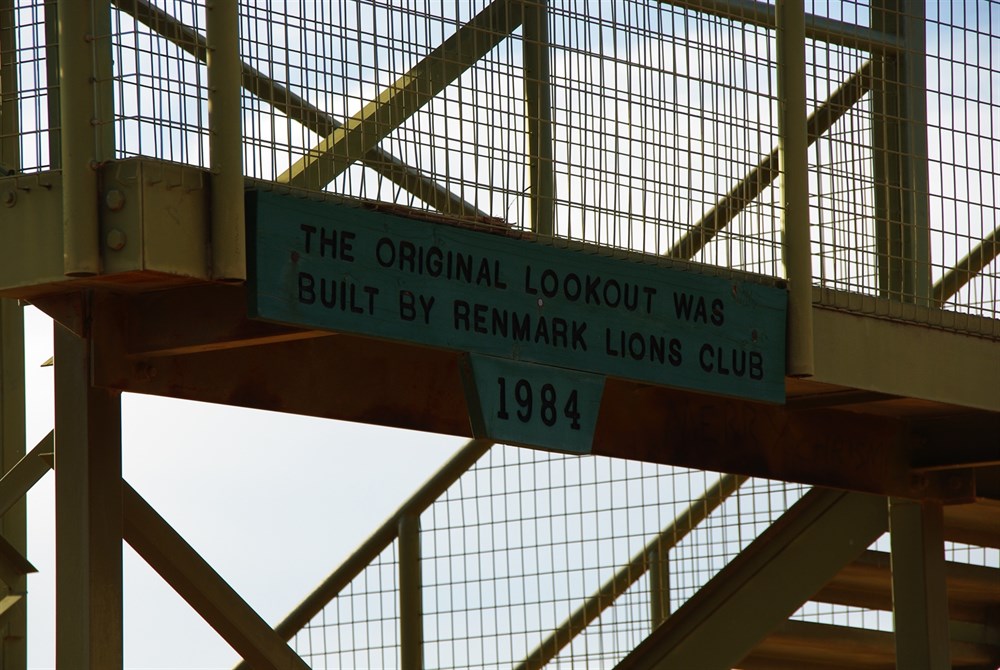 THE ORIGINAL LOOKOUT WAS
BUILT BY RENMARK LIONS CLUB
1984